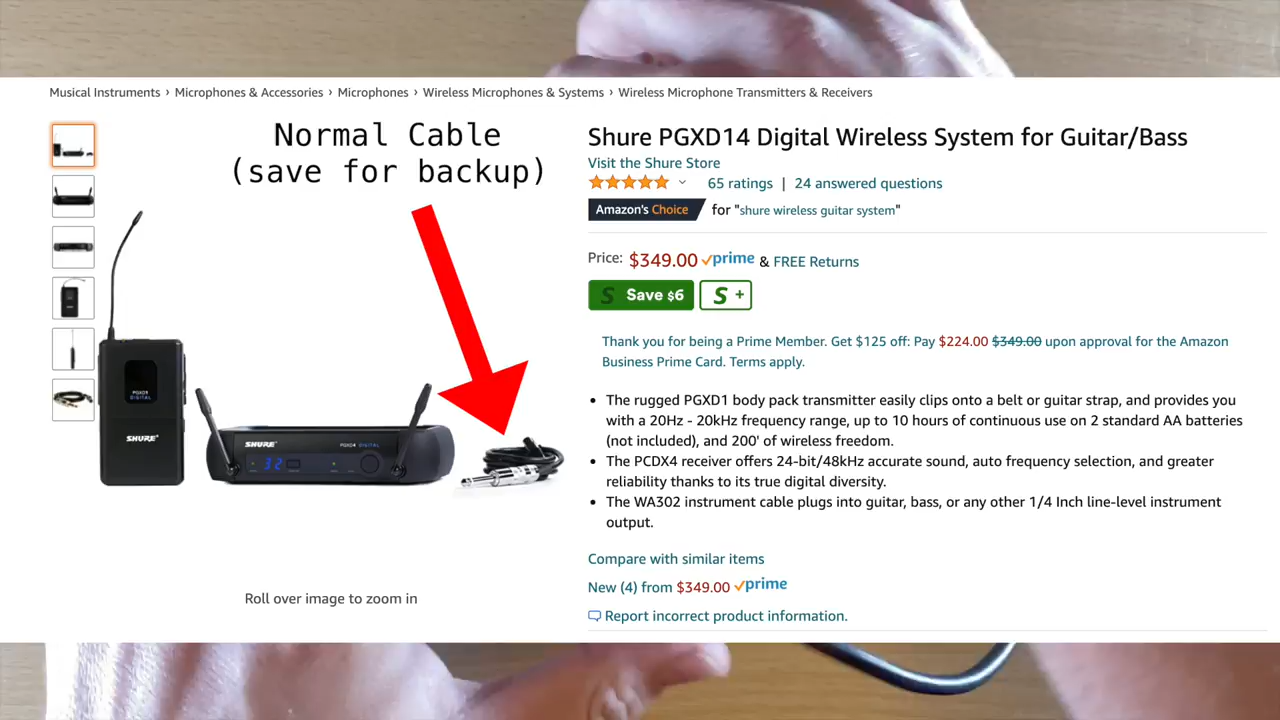 Musical Instruments › Microphones & Accessories › Microphones › Wireless Microphones & Systems › Wireless Microphone Transmitters & Receivers
Normal Cable
(save for backup)
Shure PGXD14 Digital Wireless System for Guitar/Bass
Visit the Shure Store
65 ratings | 24 answered questions
Amazon's Choice for "shure wireless guitar system"
Price: $349.00 prime & FREE Returns
S Save $6 S +
Thank you for being a Prime Member. Get $125 off: Pay $224.00 $349.00 upon approval for the Amazon
Business Prime Card. Terms apply.
• The rugged PGXD1 body pack transmitter easily clips onto a belt or guitar strap, and provides you
with a 20Hz - 20kHz frequency range, up to 10 hours of continuous use on 2 standard AA batteries
(not included), and 200' of wireless freedom.
• The PCDX4 receiver offers 24-bit/48kHz accurate sound, auto frequency selection, and greater
reliability thanks to its true digital diversity.
• The WA302 instrument cable plugs into guitar, bass, or any other 1/4 Inch line-level instrument
output.
Compare with similar items
New (4) from $349.00 prime
Report incorrect product information.
PGXD1
DIGITAL
SHURE
SHURE PGXD4 DIGITAL
32
Roll over image to zoom in